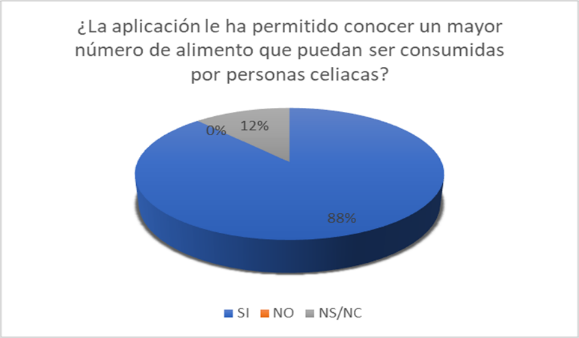 ¿La aplicación le ha permitido conocer un mayor
número de alimento que puedan ser consumidas
por personas celiacas?
0%
12%
88%
SI NO NS/NC